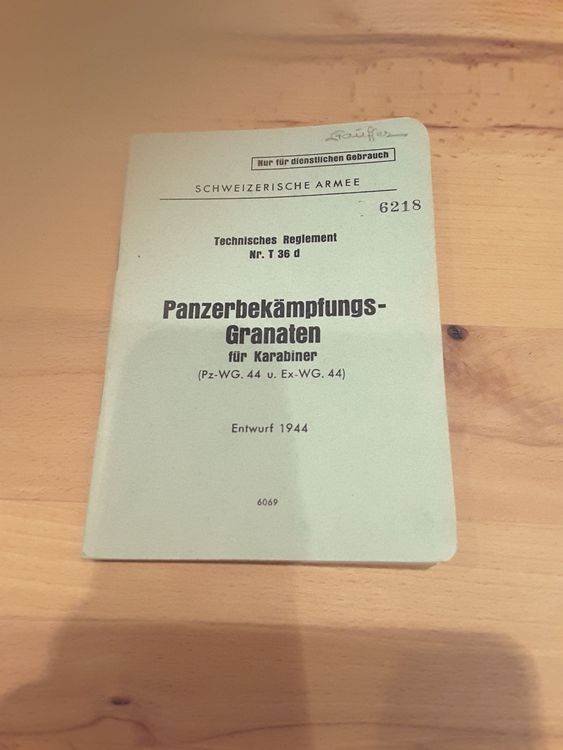 Nur für dienstlichen Gebrauch
SCHWEIZERISCHE ARMEE
6218
Technisches Reglement
Nr. T 36 d
Panzerbekämpfungs-
Granaten
für Karabiner
(Pz-WG. 44 u. Ex-WG. 44)
Entwurf 1944
6069